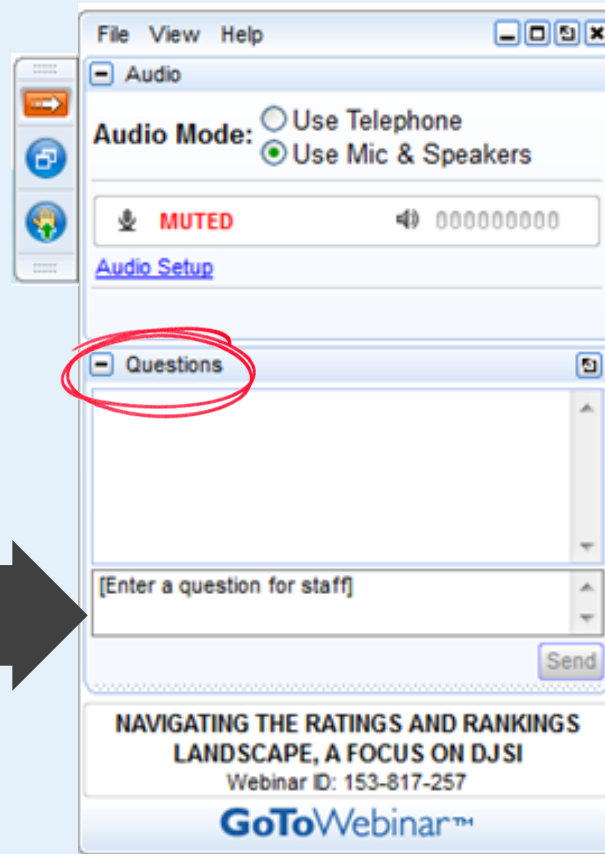 File View Help
Audio
Audio Mode: Use Telephone
Use Mic & Speakers
MUTED 000000000
Audio Setup
Questions
[Enter a question for staff]
Send
NAVIGATING THE RATINGS AND RANKINGS
LANDSCAPE, A FOCUS ON DJSI
Webinar ID: 153-817-257
GoToWebinar™